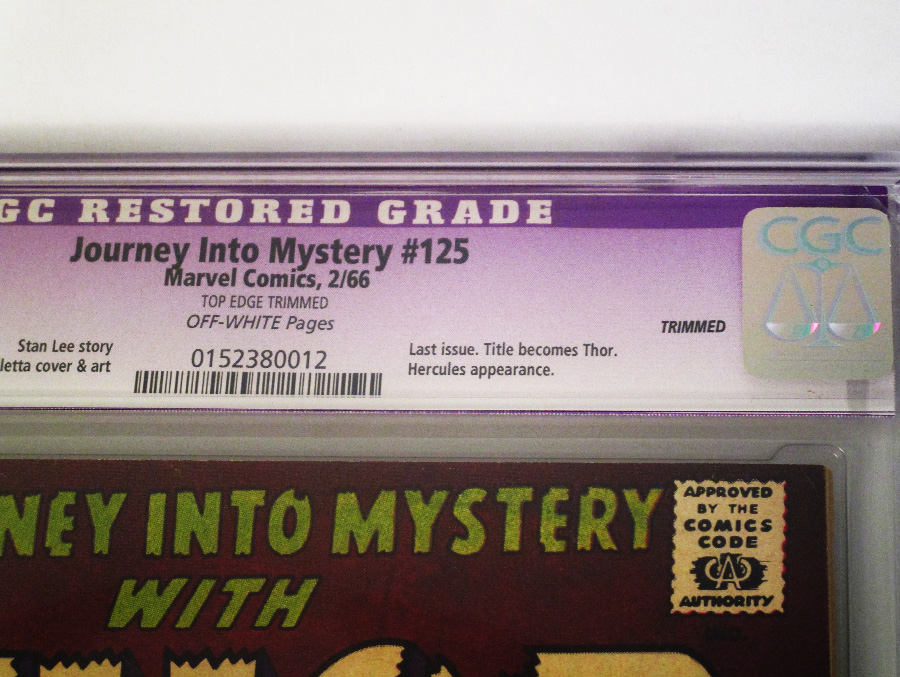 GC RESTORED GRADE
Journey Into Mystery #125
Marvel Comics, 2/66
TOP EDGE TRIMMED
OFF-WHITE Pages
Stan Lee story
letta cover & art
0152380012
Last issue. Title becomes Thor.
Hercules appearance.
TRIMMED
CGC
NEY INTO MYSTERY
WITH
APPROVED
BY THE
COMICS
CODE
CA
AUTHORITY
IND.